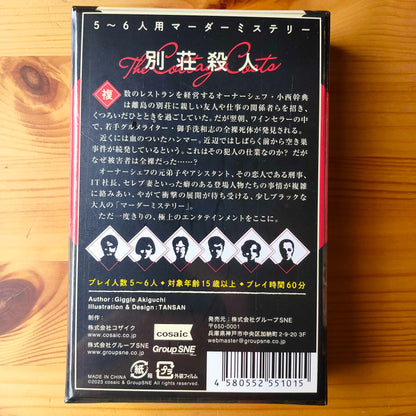 5～6人用マーダーミステリー
別荘殺人
The Cottage Costs
複数のレストランを経営するオーナーシェフ・小西幹典
は離島の別荘に親しい友人や仕事の関係者らを招き、
くつろいだひとときを過ごしていた。だが翌朝、ワインセラーの中
で、若手グルメライター・御手洗和志の全裸死体が発見される。
近くには血のついたハンマー。近辺ではしばらく前から空き巣
事件が続発しているという。これはその犯人の仕業なのか? だが
なぜ被害者は全裸だった……?
オーナーシェフの元弟子やアシスタント、その恋人である刑事、
IT社長、セレブ妻といった癖のある登場人物たちの事情が複雑
に絡みあい、やがて衝撃の展開が待ち受ける、少しブラックな
大人の「マーダーミステリー」。
ただ一度きりの、極上のエンタテインメントをここに。
プレイ人数5～6人 ✦ 対象年齢15歳以上 ✦ プレイ時間60分
Author : Giggle Akiguchi
Illustration & Design : TANSAN
制作 :
株式会社コザイク
www.cosaic.co.jp
株式会社グループSNE
www.groupsne.co.jp
cosaic
GroupSNE
MADE IN CHINA
©2023 cosaic & GroupSNE All rights reserved.
紙
箱
プラ
外装フィルム
発売元 : 株式会社グループSNE
〒650-0001
兵庫県神戸市中央区加納町2-9-20 3F
webmaster@groupsne.co.jp
4 580552 551015